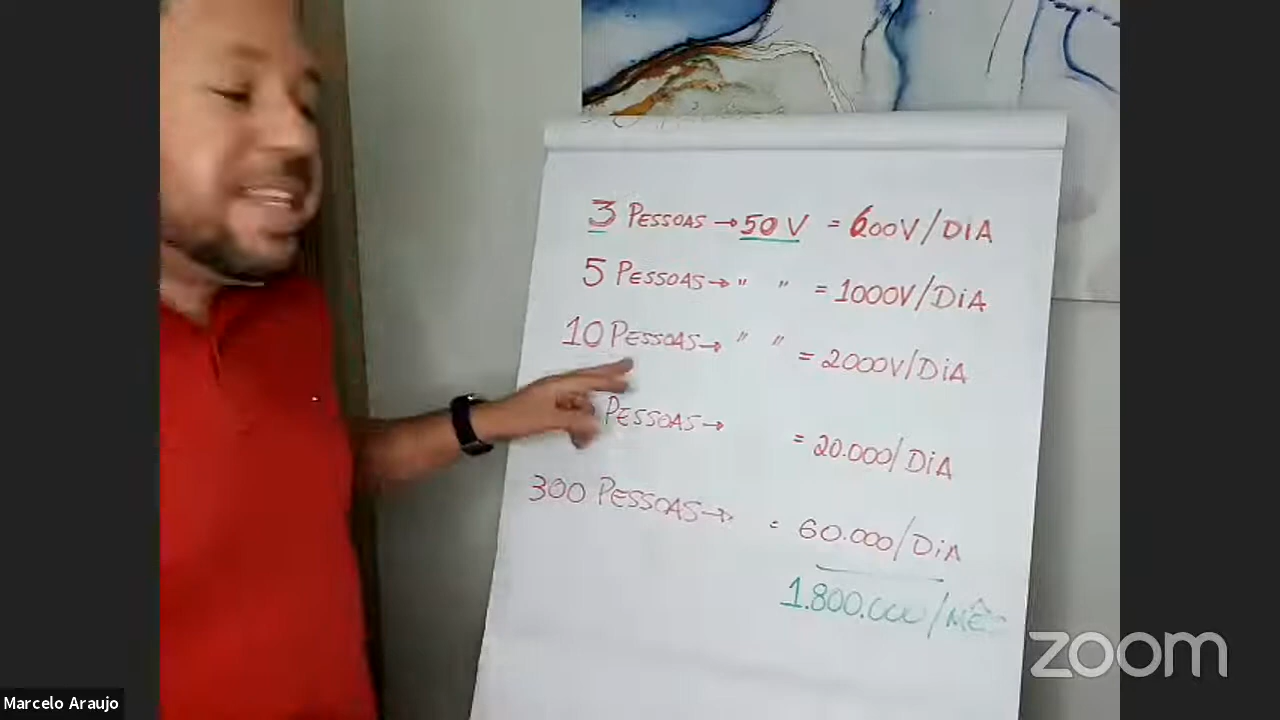 3 PESSOAS → 50 V = 600V/DIA
5 PESSOAS → " " = 1000V/DiA
10 PESSOAS → " " = 2000V/DiA
PESSOAS → = 20.000/DiA
300 PESSOAS → = 60.000/DiA
1.800.000/MÊS
zoom
Marcelo Araujo